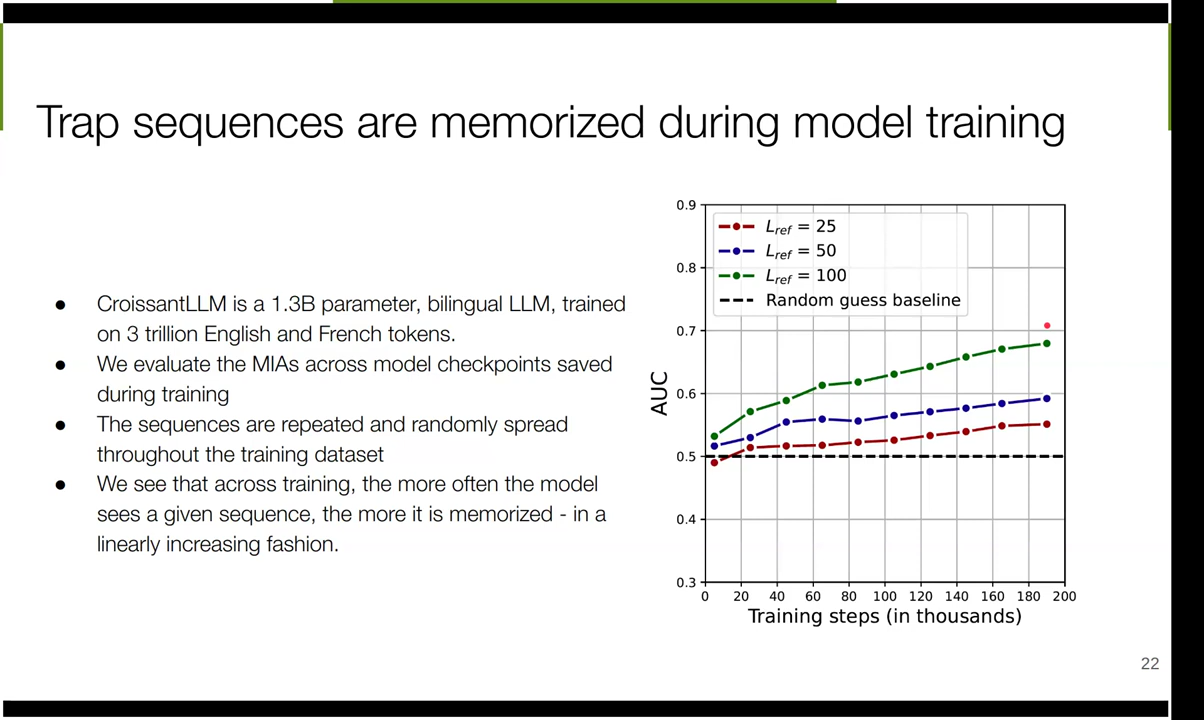 Trap sequences are memorized during model training
● CroissantLLM is a 1.3B parameter, bilingual LLM, trained
on 3 trillion English and French tokens.
● We evaluate the MIAs across model checkpoints saved
during training
● The sequences are repeated and randomly spread
throughout the training dataset
● We see that across training, the more often the model
sees a given sequence, the more it is memorized - in a
linearly increasing fashion.
0.9
0.8
0.7
0.6
0.5
0.4
0.3
AUC
L_ref = 25
L_ref = 50
L_ref = 100
Random guess baseline
0 20 40 60 80 100 120 140 160 180 200
Training steps (in thousands)
22